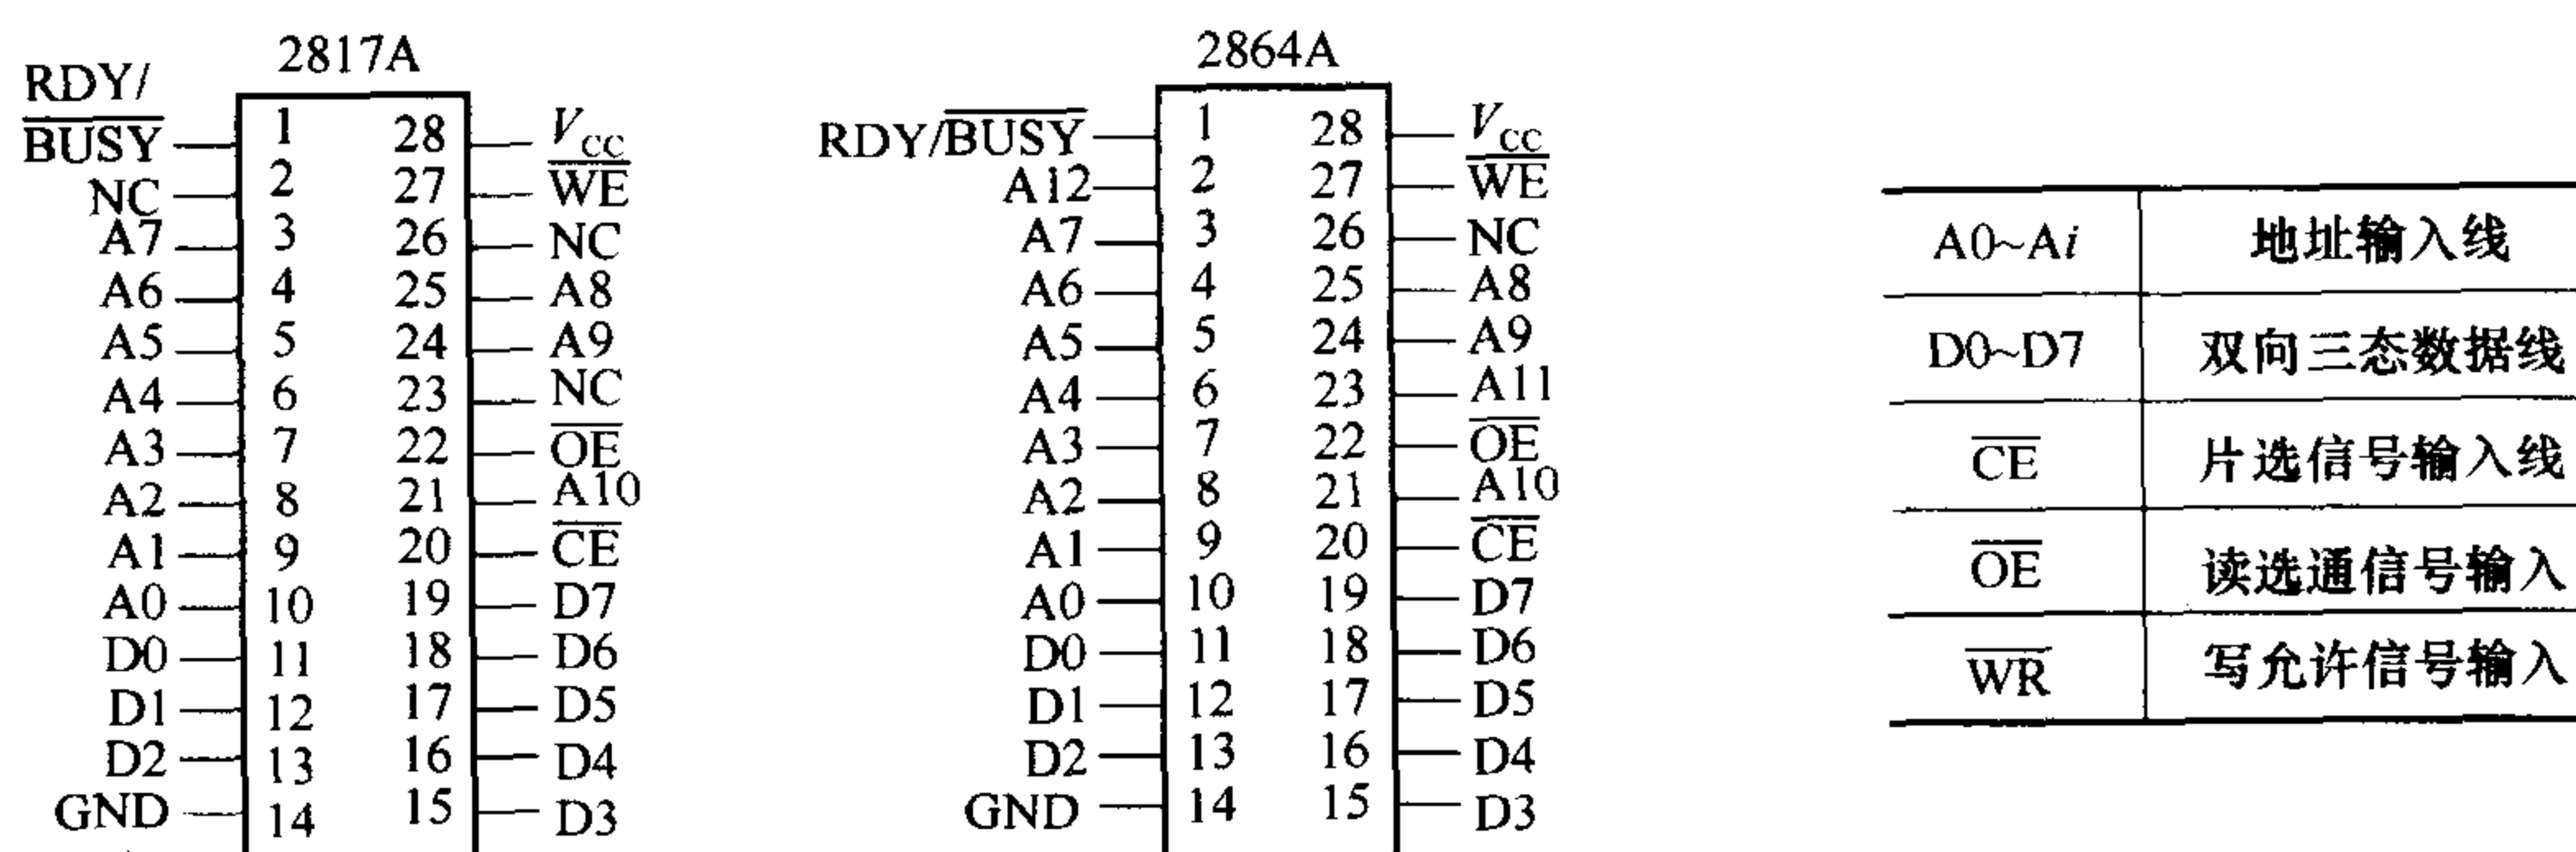 2817A
RDY/
BUSY 1 28 VCC
NC 2 27 WE
A7 3 26 NC
A6 4 25 A8
A5 5 24 A9
A4 6 23 NC
A3 7 22 OE
A2 8 21 A10
A1 9 20 CE
A0 10 19 D7
D0 11 18 D6
D1 12 17 D5
D2 13 16 D4
GND 14 15 D3
2864A
RDY/BUSY 1 28 VCC
A12 2 27 WE
A7 3 26 NC
A6 4 25 A8
A5 5 24 A9
A4 6 23 A11
A3 7 22 OE
A2 8 21 A10
A1 9 20 CE
A0 10 19 D7
D0 11 18 D6
D1 12 17 D5
D2 13 16 D4
GND 14 15 D3
A0~Ai 地址输入线
D0~D7 双向三态数据线
CE 片选信号输入线
OE 读选通信号输入
WR 写允许信号输入